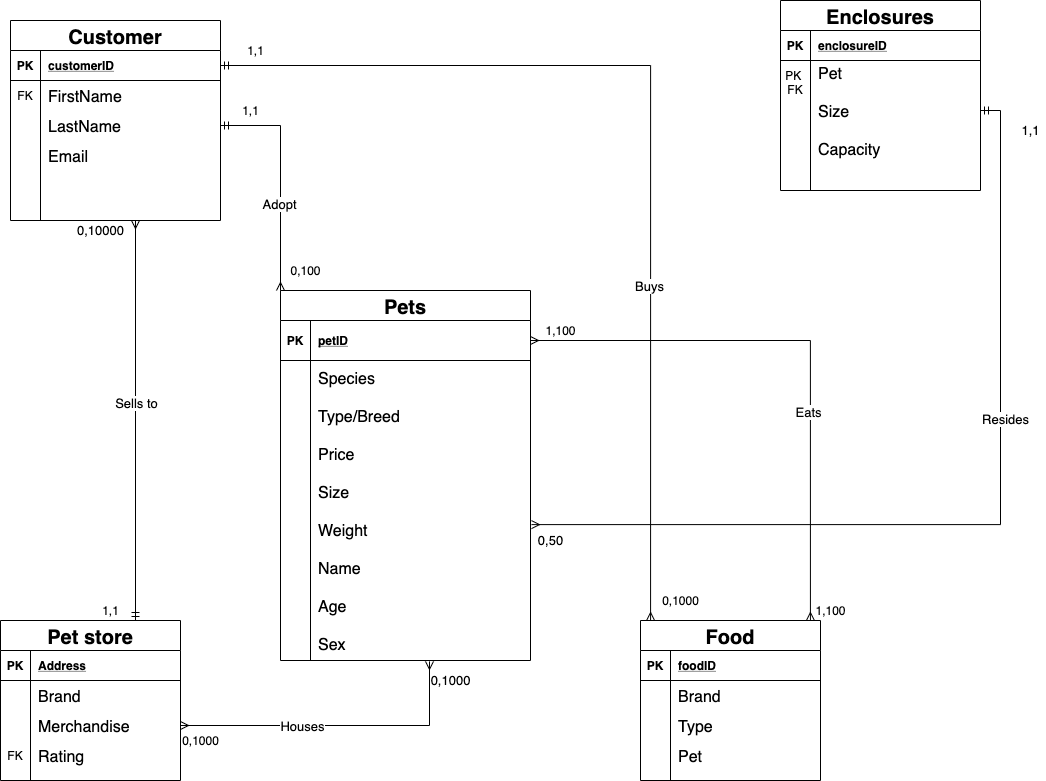 Customer
PK customerID
FK FirstName
LastName
Email
1,1
1,1
0,10000
Adopt
0,100
Enclosures
PK enclosureID
PK Pet
FK
Size
Capacity
1,1
Buys
Pets
PK petID
Species
Type/Breed
Price
Size
Weight
Name
Age
Sex
1,100
Eats
Resides
0,50
Sells to
1,1
Pet store
PK Address
Brand
Merchandise
FK Rating
0,1000
Houses
0,1000
0,1000
1,100
Food
PK foodID
Brand
Type
Pet